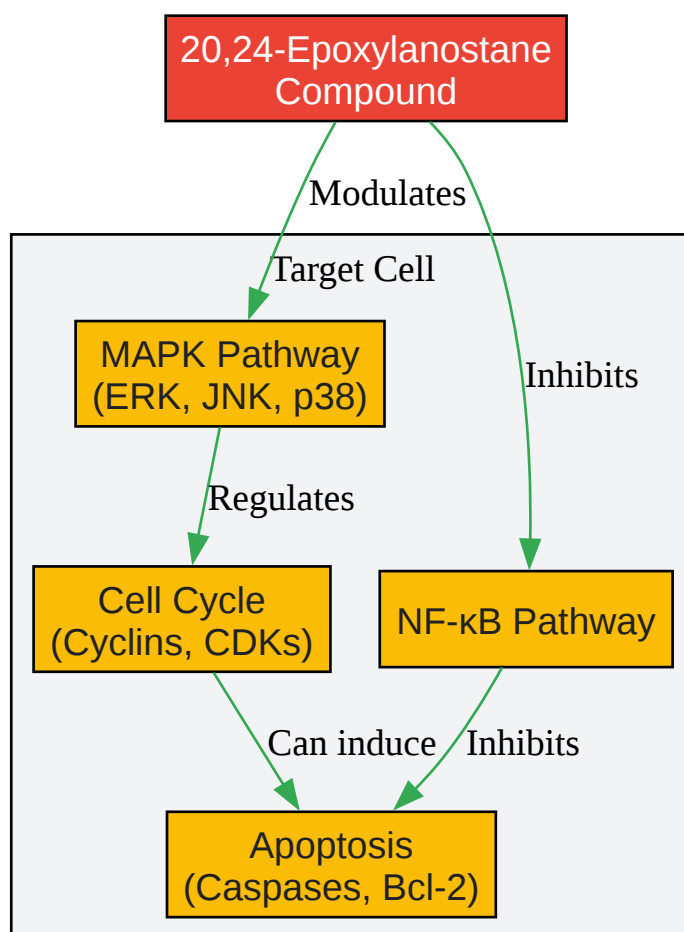 20,24-Epoxylanostane
Compound
Modulates
Target Cell
MAPK Pathway
(ERK, JNK, p38)
Inhibits
Regulates
Cell Cycle
(Cyclins, CDKs)
NF-κB Pathway
Can induce
Inhibits
Apoptosis
(Caspases, Bcl-2)